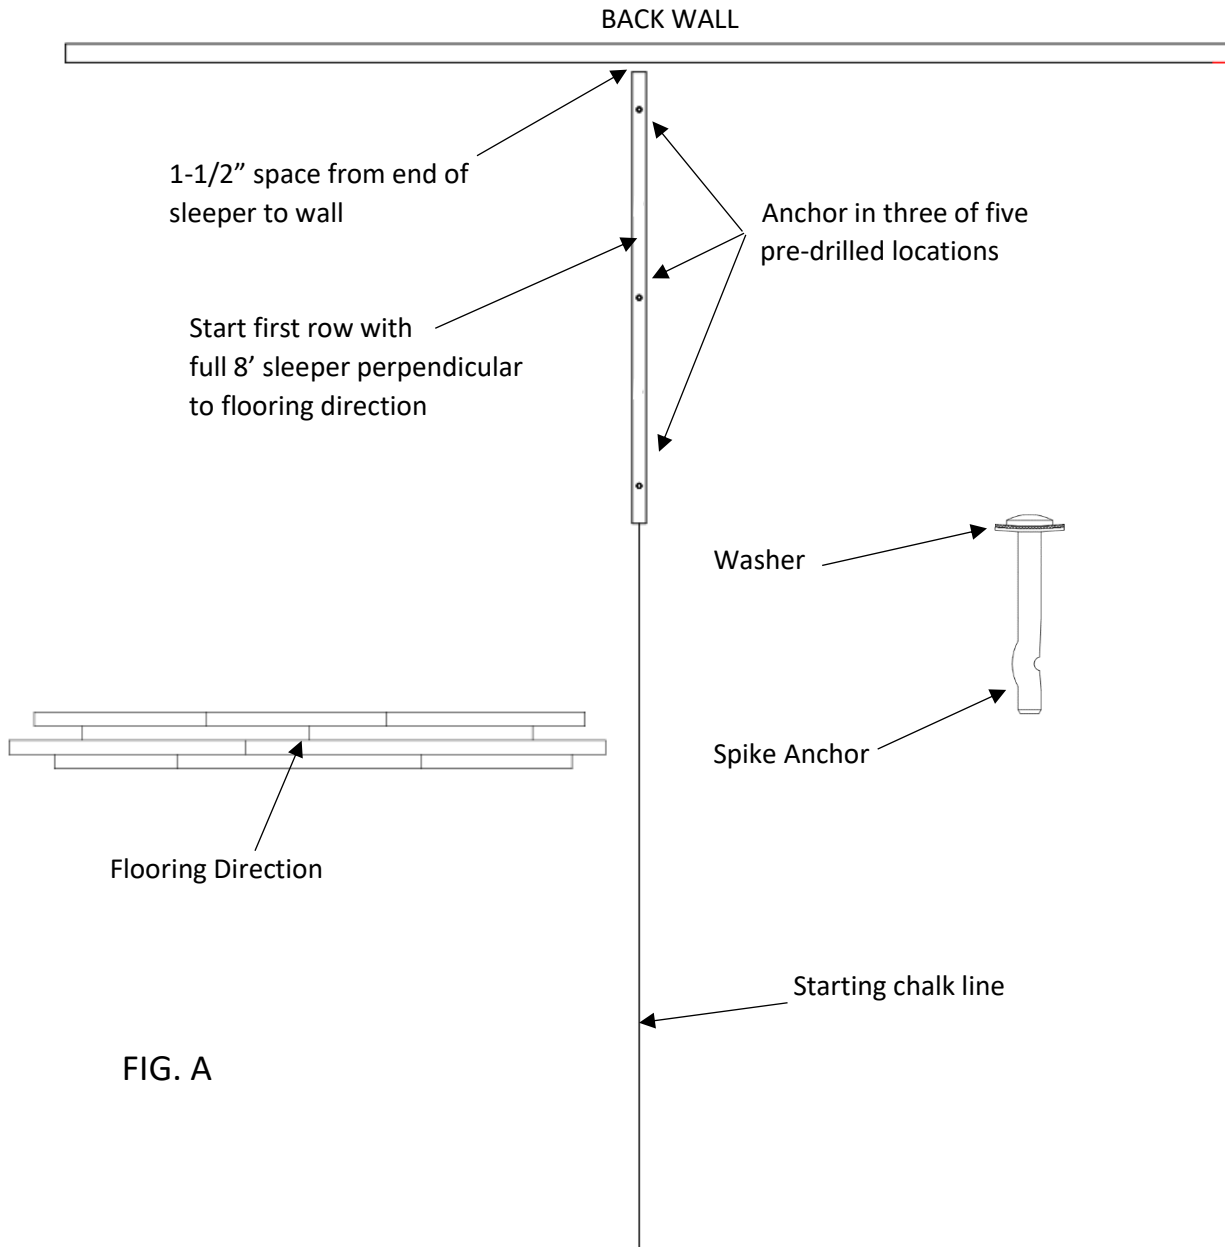 BACK WALL
1-1/2” space from end of
sleeper to wall
Anchor in three of five
pre-drilled locations
Start first row with
full 8’ sleeper perpendicular
to flooring direction
Washer
Spike Anchor
Flooring Direction
Starting chalk line
FIG. A